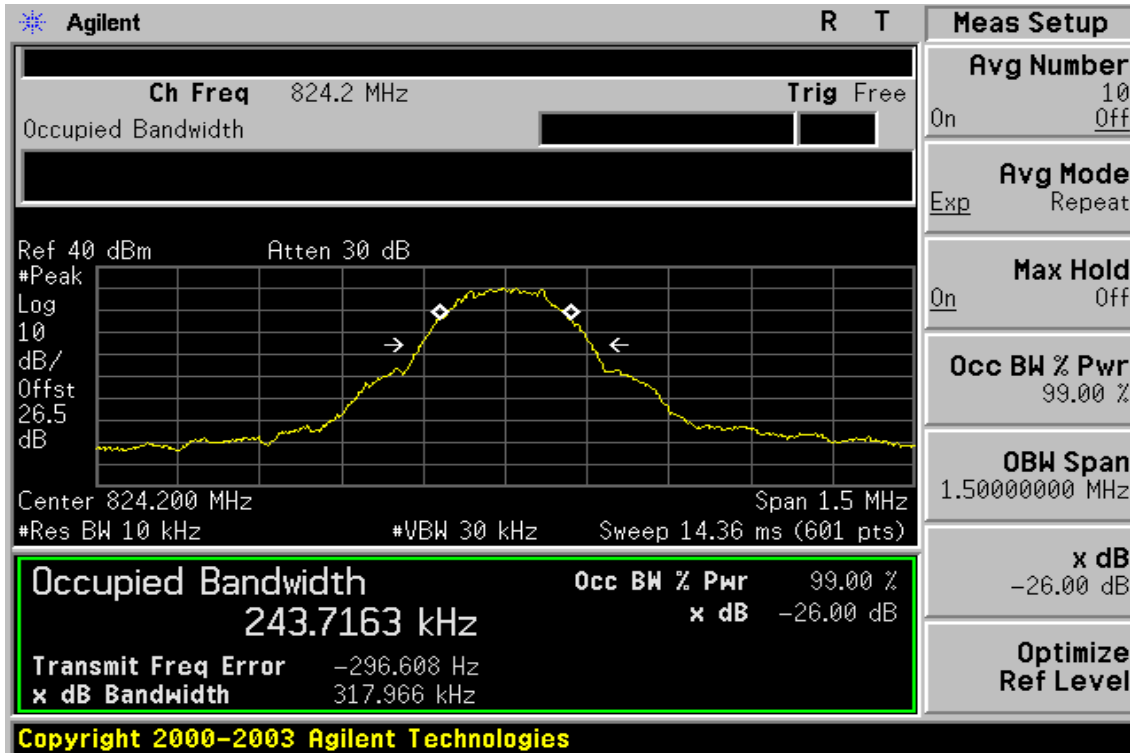 Agilent R T
Ch Freq 824.2 MHz Trig Free
Occupied Bandwidth
Ref 40 dBm Atten 30 dB
#Peak
Log
10
dB/
Offst
26.5
dB
Center 824.200 MHz Span 1.5 MHz
#Res BW 10 kHz #VBW 30 kHz Sweep 14.36 ms (601 pts)
Occupied Bandwidth Occ BW % Pwr 99.00 %
243.7163 kHz x dB -26.00 dB
Transmit Freq Error -296.608 Hz
x dB Bandwidth 317.966 kHz
Meas Setup
Avg Number
10
On Off
Avg Mode
Exp Repeat
Max Hold
On Off
Occ BW % Pwr
99.00 %
OBW Span
1.50000000 MHz
x dB
-26.00 dB
Optimize
Ref Level
Copyright 2000-2003 Agilent Technologies